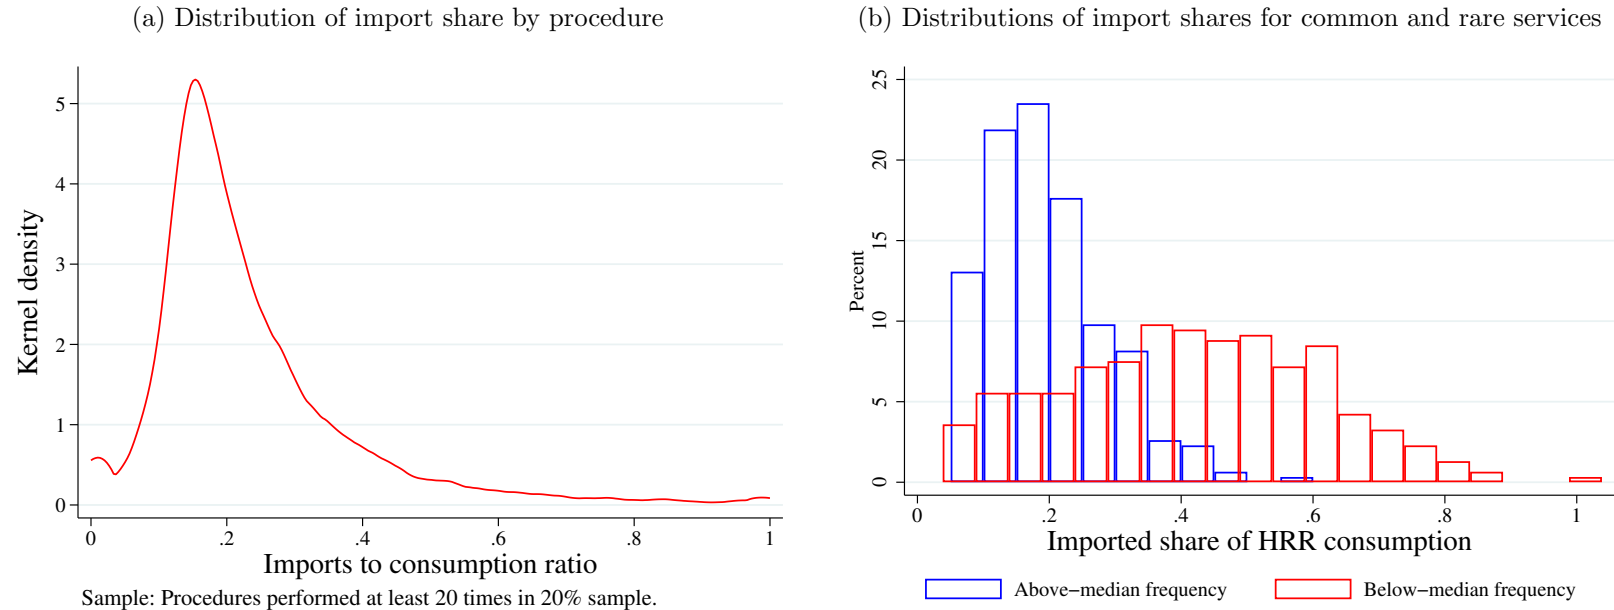 (a) Distribution of import share by procedure
5
4
3
2
1
0
Kernel density
0 .2 .4 .6 .8 1
Imports to consumption ratio
Sample: Procedures performed at least 20 times in 20% sample.
(b) Distributions of import shares for common and rare services
25
20
15
10
5
0
Percent
0 .2 .4 .6 .8 1
Imported share of HRR consumption
Above−median frequency Below−median frequency